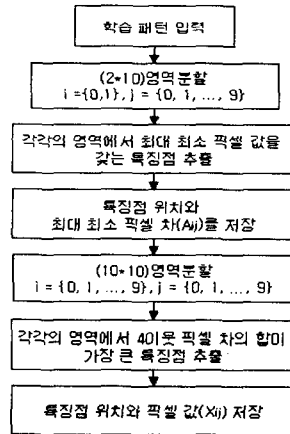 학습 패턴 입력
(2*10)영역분할
i ={0,1}, j = {0, 1, ..., 9}
각각의 영역에서 최대 최소 픽셀 값을
갖는 특징점 추출
특징점 위치와
최대 최소 픽셀 차(Aij)를 저장
(10*10)영역분할
i = {0, 1, ..., 9}, j = {0, 1, ..., 9}
각각의 영역에서 4이웃 픽셀 차의 합이
가장 큰 특징점 추출
특징점 위치와 픽셀 값(Xij) 저장